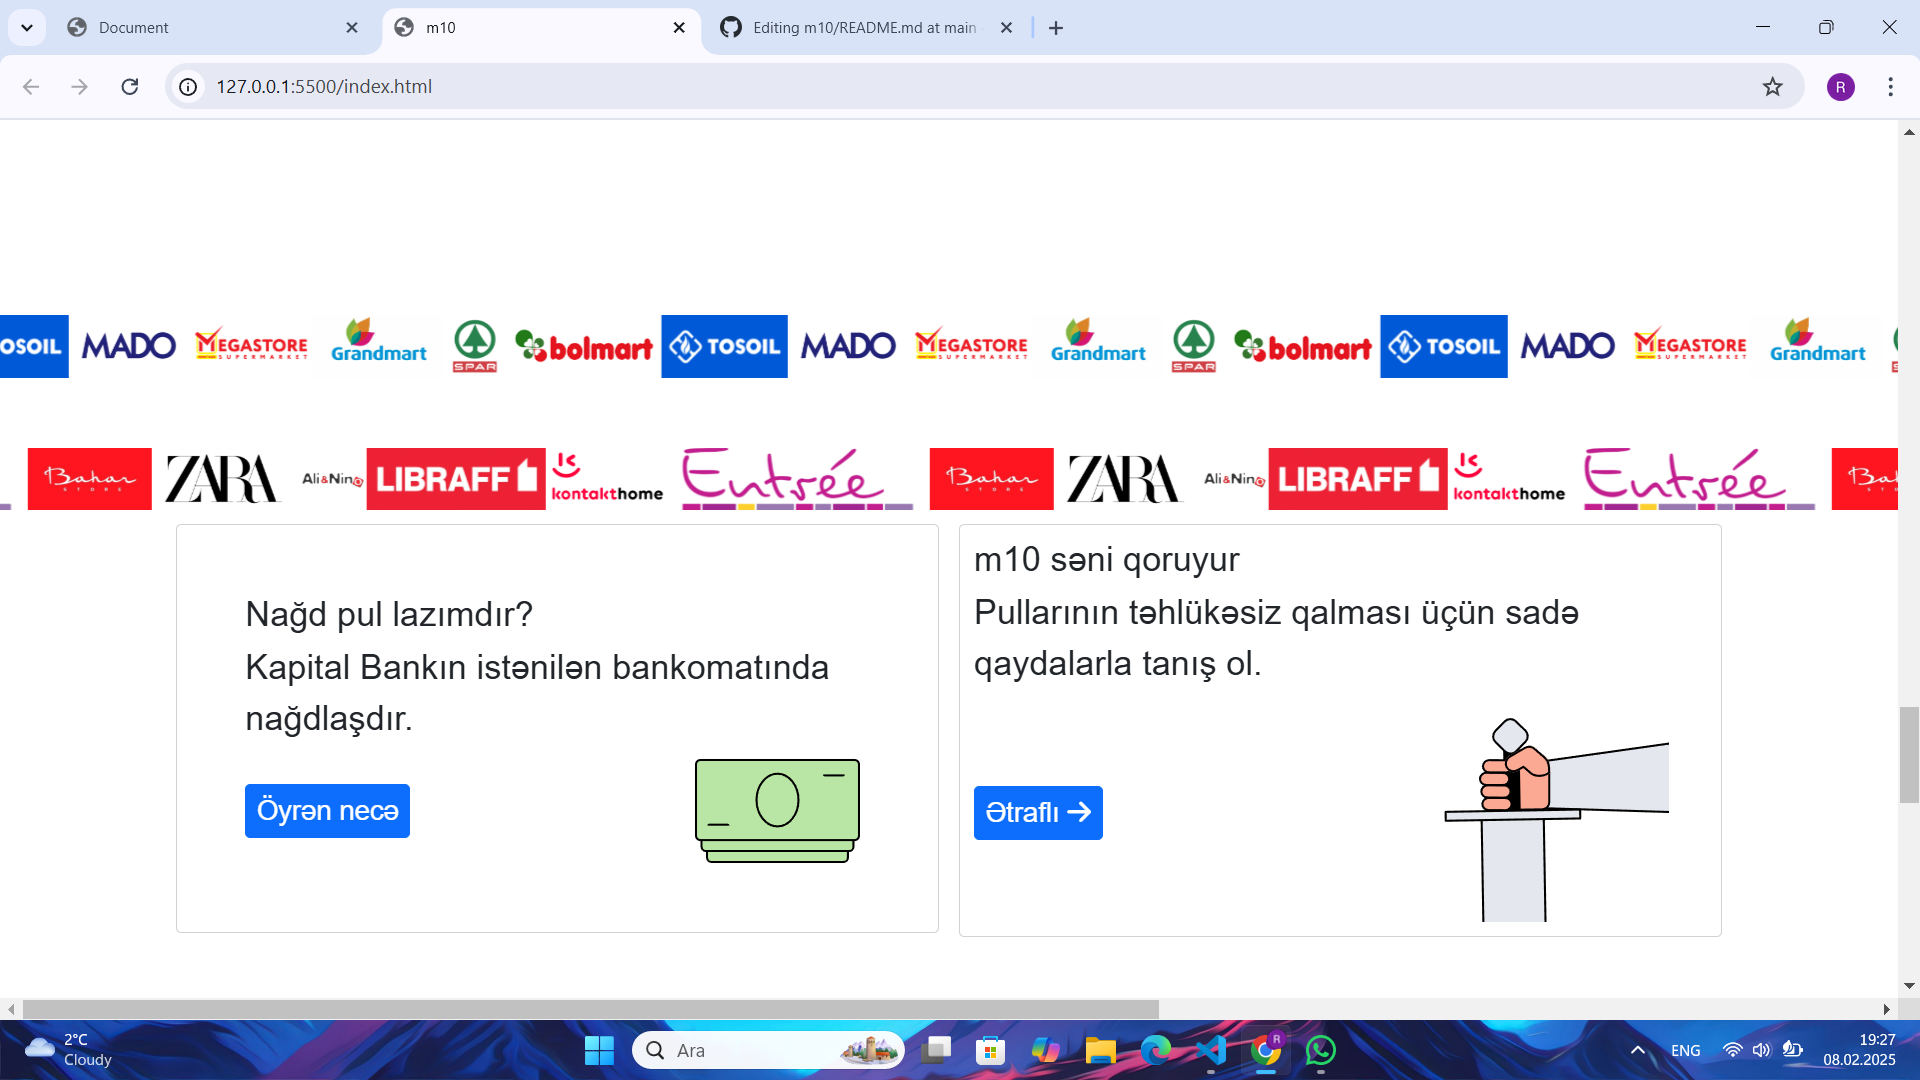 Document
m10
Editing m10/README.md at main
127.0.0.1:5500/index.html
R
OSOIL MADO MEGASTORE SUPERMARKET Grandmart SPAR bolmart TOSOIL MADO MEGASTORE SUPERMARKET Grandmart SPAR bolmart TOSOIL MADO MEGASTORE SUPERMARKET Grandmart
Bahar STORE ZARA Ali&Nino LIBRAFF kontakthome Entrée Bahar STORE ZARA Ali&Nino LIBRAFF kontakthome Entrée Ba
Nağd pul lazımdır?
Kapital Bankın istənilən bankomatında
nağdlaşdır.
Öyrən necə
m10 səni qoruyur
Pullarının təhlükəsiz qalması üçün sadə
qaydalarla tanış ol.
Ətraflı →
2°C
Cloudy
Ara
R
ENG
19:27
08.02.2025